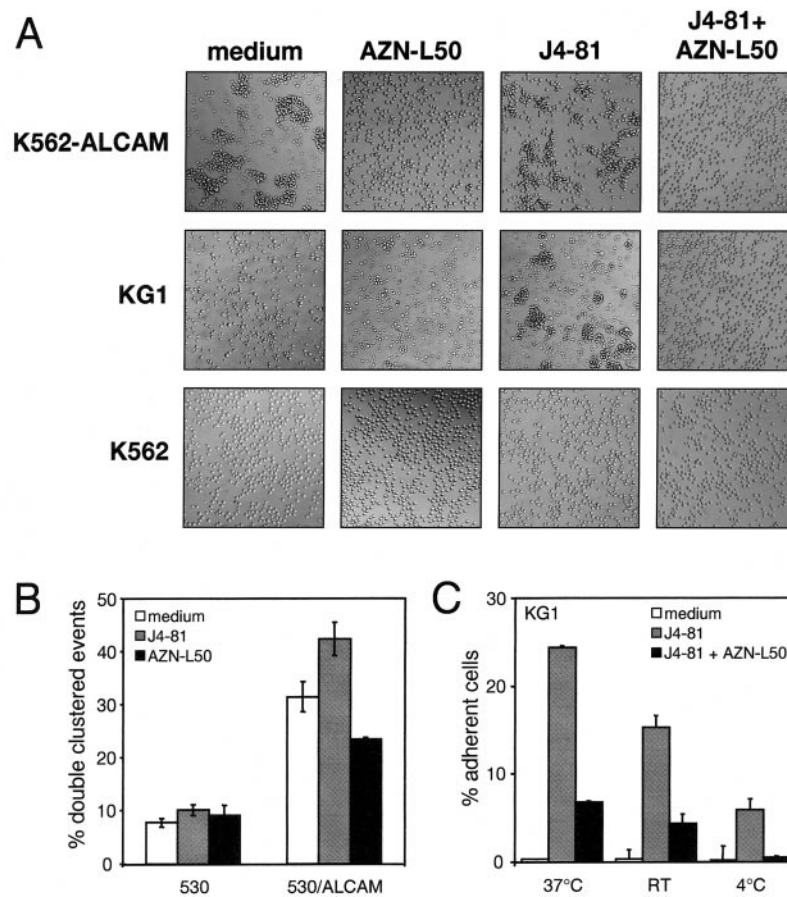 A
medium
AZN-L50
J4-81
J4-81+
AZN-L50
K562-ALCAM
KG1
K562
B
% double clustered events
50
40
30
20
10
0
medium
J4-81
AZN-L50
530
530/ALCAM
C
% adherent cells
30
20
10
0
KG1
medium
J4-81
J4-81 + AZN-L50
37°C
RT
4°C